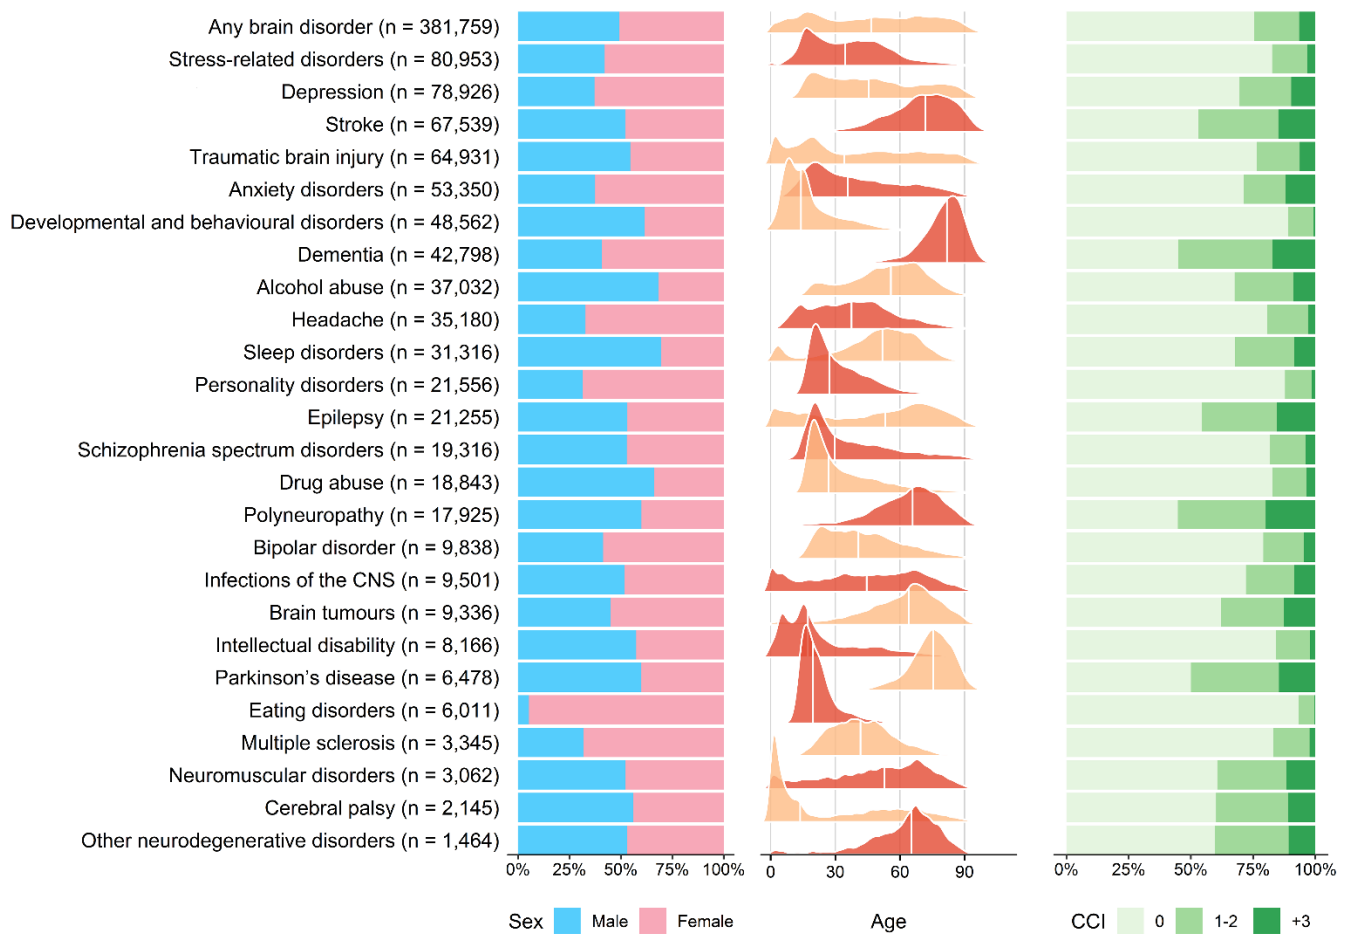 Any brain disorder (n = 381,759)
Stress-related disorders (n = 80,953)
Depression (n = 78,926)
Stroke (n = 67,539)
Traumatic brain injury (n = 64,931)
Anxiety disorders (n = 53,350)
Developmental and behavioural disorders (n = 48,562)
Dementia (n = 42,798)
Alcohol abuse (n = 37,032)
Headache (n = 35,180)
Sleep disorders (n = 31,316)
Personality disorders (n = 21,556)
Epilepsy (n = 21,255)
Schizophrenia spectrum disorders (n = 19,316)
Drug abuse (n = 18,843)
Polyneuropathy (n = 17,925)
Bipolar disorder (n = 9,838)
Infections of the CNS (n = 9,501)
Brain tumours (n = 9,336)
Intellectual disability (n = 8,166)
Parkinson’s disease (n = 6,478)
Eating disorders (n = 6,011)
Multiple sclerosis (n = 3,345)
Neuromuscular disorders (n = 3,062)
Cerebral palsy (n = 2,145)
Other neurodegenerative disorders (n = 1,464)
0% 25% 50% 75% 100% 0 30 60 90 0% 25% 50% 75% 100%
Sex Male Female Age CCI 0 1-2 +3